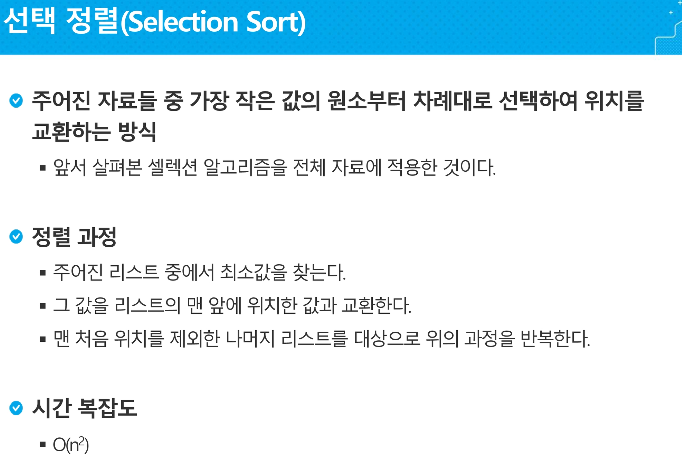 선택 정렬(Selection Sort)
주어진 자료들 중 가장 작은 값의 원소부터 차례대로 선택하여 위치를
교환하는 방식
▪ 앞서 살펴본 셀렉션 알고리즘을 전체 자료에 적용한 것이다.
정렬 과정
▪ 주어진 리스트 중에서 최소값을 찾는다.
▪ 그 값을 리스트의 맨 앞에 위치한 값과 교환한다.
▪ 맨 처음 위치를 제외한 나머지 리스트를 대상으로 위의 과정을 반복한다.
시간 복잡도
▪ O(n²)